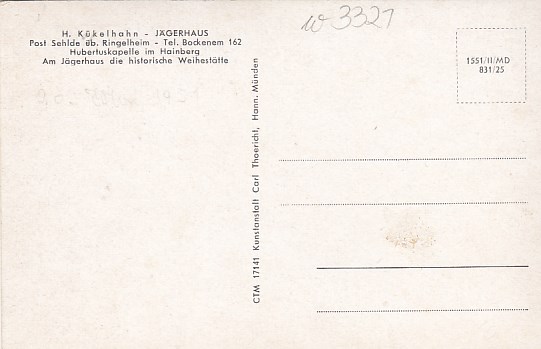 H. Kükelhahn - JÄGERHAUS
Post Sehlde üb. Ringelheim - Tel. Bockenem 162
Hubertuskapelle im Hainberg
Am Jägerhaus die historische Weihestätte
w 3327
1551/II/MD
831/25
CTM 17141 Kunstanstalt Carl Thoericht, Hann. Münden